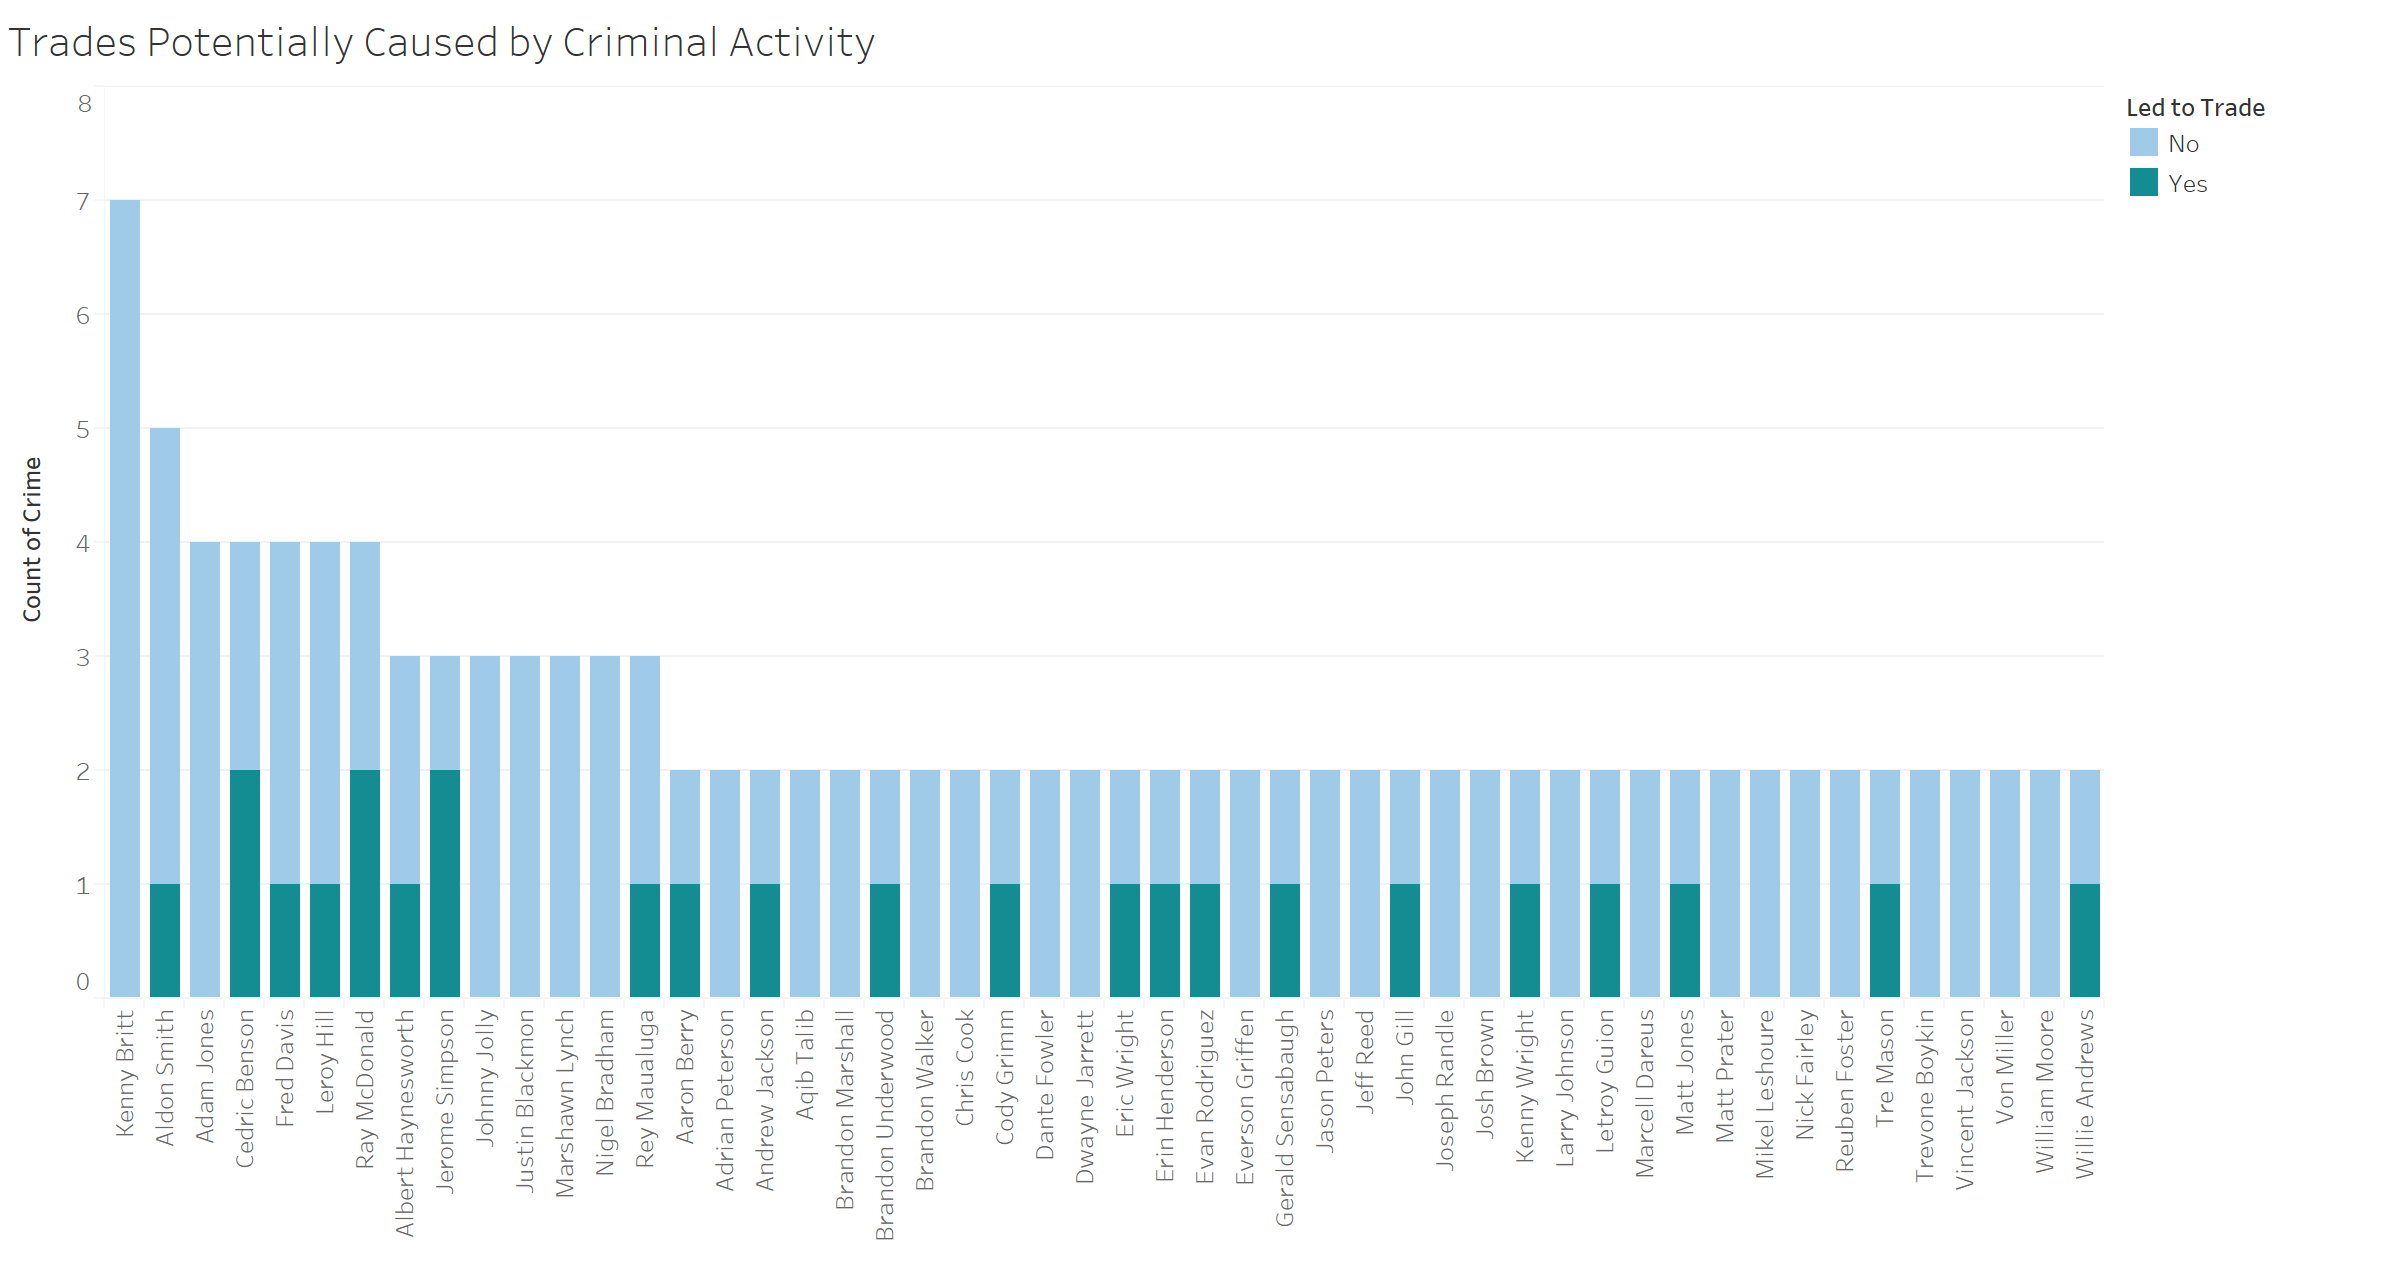 Trades Potentially Caused by Criminal Activity
8
7
6
5
4
3
2
1
0
Count of Crime
Led to Trade
No
Yes
Kenny Britt
Aldon Smith
Adam Jones
Cedric Benson
Fred Davis
Leroy Hill
Ray McDonald
Albert Haynesworth
Jerome Simpson
Johnny Jolly
Justin Blackmon
Marshawn Lynch
Nigel Bradham
Rey Maualuga
Aaron Berry
Adrian Peterson
Andrew Jackson
Aqib Talib
Brandon Marshall
Brandon Underwood
Brandon Walker
Chris Cook
Cody Grimm
Dante Fowler
Dwayne Jarrett
Eric Wright
Erin Henderson
Evan Rodriguez
Everson Griffen
Gerald Sensabaugh
Jason Peters
Jeff Reed
John Gill
Joseph Randle
Josh Brown
Kenny Wright
Larry Johnson
Letroy Guion
Marcell Dareus
Matt Jones
Matt Prater
Mikel Leshoure
Nick Fairley
Reuben Foster
Tre Mason
Trevone Boykin
Vincent Jackson
Von Miller
William Moore
Willie Andrews